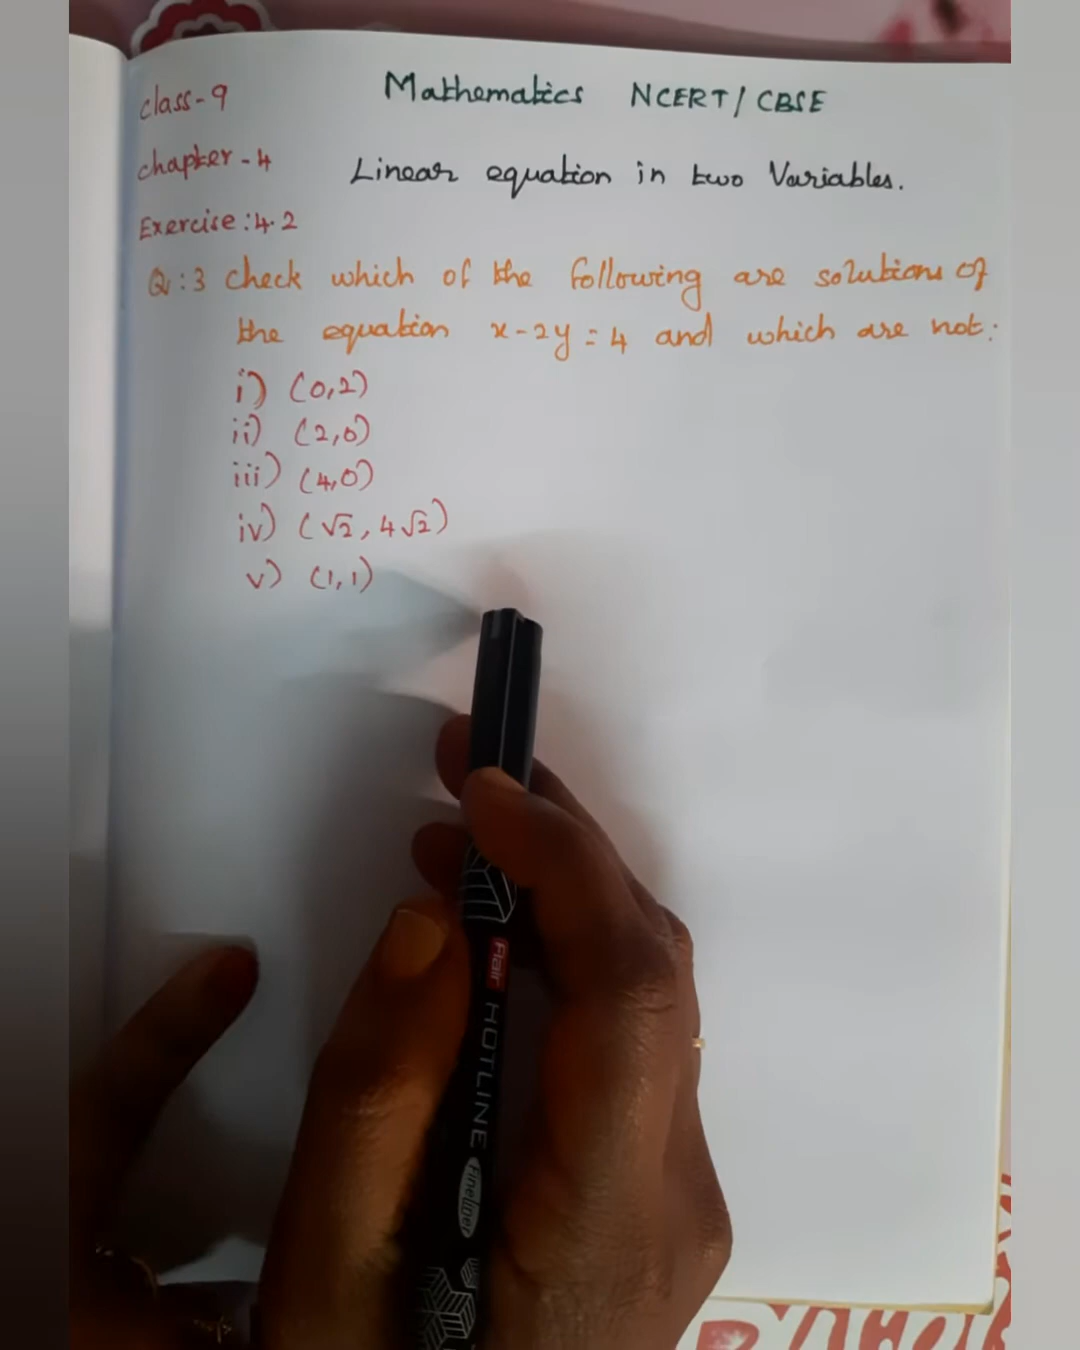 class-9
Mathematics NCERT/CBSE
chapter-4
Linear equation in two Variables.
Exercise:4.2
Q:3 check which of the following are solutions of
the equation x-2y=4 and which are not:
i) (0,2)
ii) (2,0)
iii) (4,0)
iv) (√2, 4√2)
v) (1,1)
Flair HOTLINE fineliner